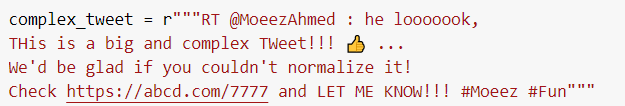 complex_tweet = r"""RT @MoeezAhmed : he looooook,
THis is a big and complex TWeet!!! 👍 ...
We'd be glad if you couldn't normalize it!
Check https://abcd.com/7777 and LET ME KNOW!!! #Moeez #Fun"""